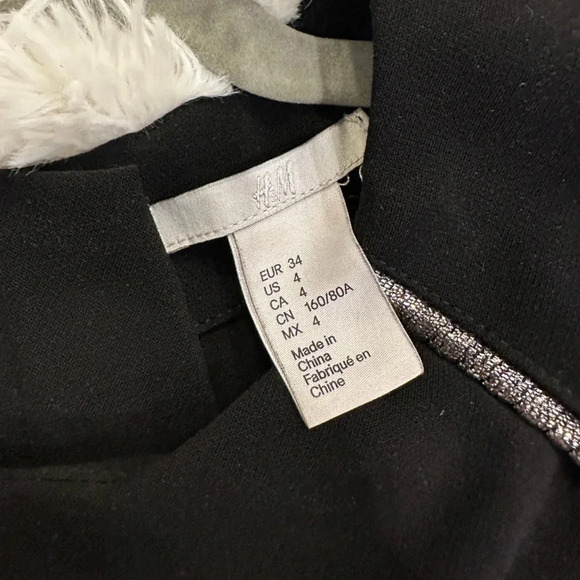 H&M
EUR 34
US 4
CA 4
CN 160/80A
MX 4
Made in
China
Fabriqué en
Chine